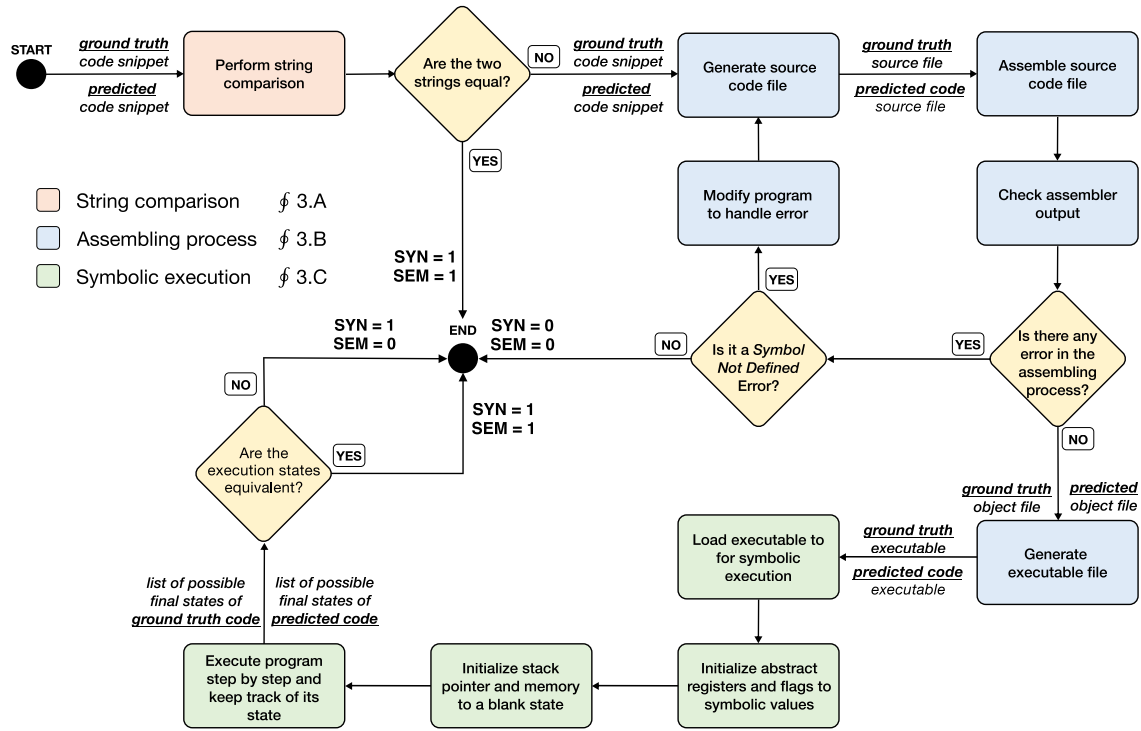 START
ground truth
code snippet
predicted
code snippet
Perform string
comparison
Are the two
strings equal?
NO
ground truth
code snippet
predicted
code snippet
Generate source
code file
ground truth
source file
predicted code
source file
Assemble source
code file
YES
Modify program
to handle error
Check assembler
output
∮ 3.A
String comparison
Assembling process
∮ 3.B
Symbolic execution
∮ 3.C
SYN = 1
SEM = 1
YES
END
SYN = 1
SEM = 0
SYN = 0
SEM = 0
NO
Is it a Symbol
Not Defined
Error?
YES
Is there any
error in the
assembling
process?
NO
SYN = 1
SEM = 1
NO
Are the
execution states
equivalent?
YES
ground truth
object file
predicted
object file
Load executable to
for symbolic
execution
ground truth
executable
predicted code
executable
Generate
executable file
list of possible
final states of
ground truth code
list of possible
final states of
predicted code
Execute program
step by step and
keep track of its
state
Initialize stack
pointer and memory
to a blank state
Initialize abstract
registers and flags to
symbolic values